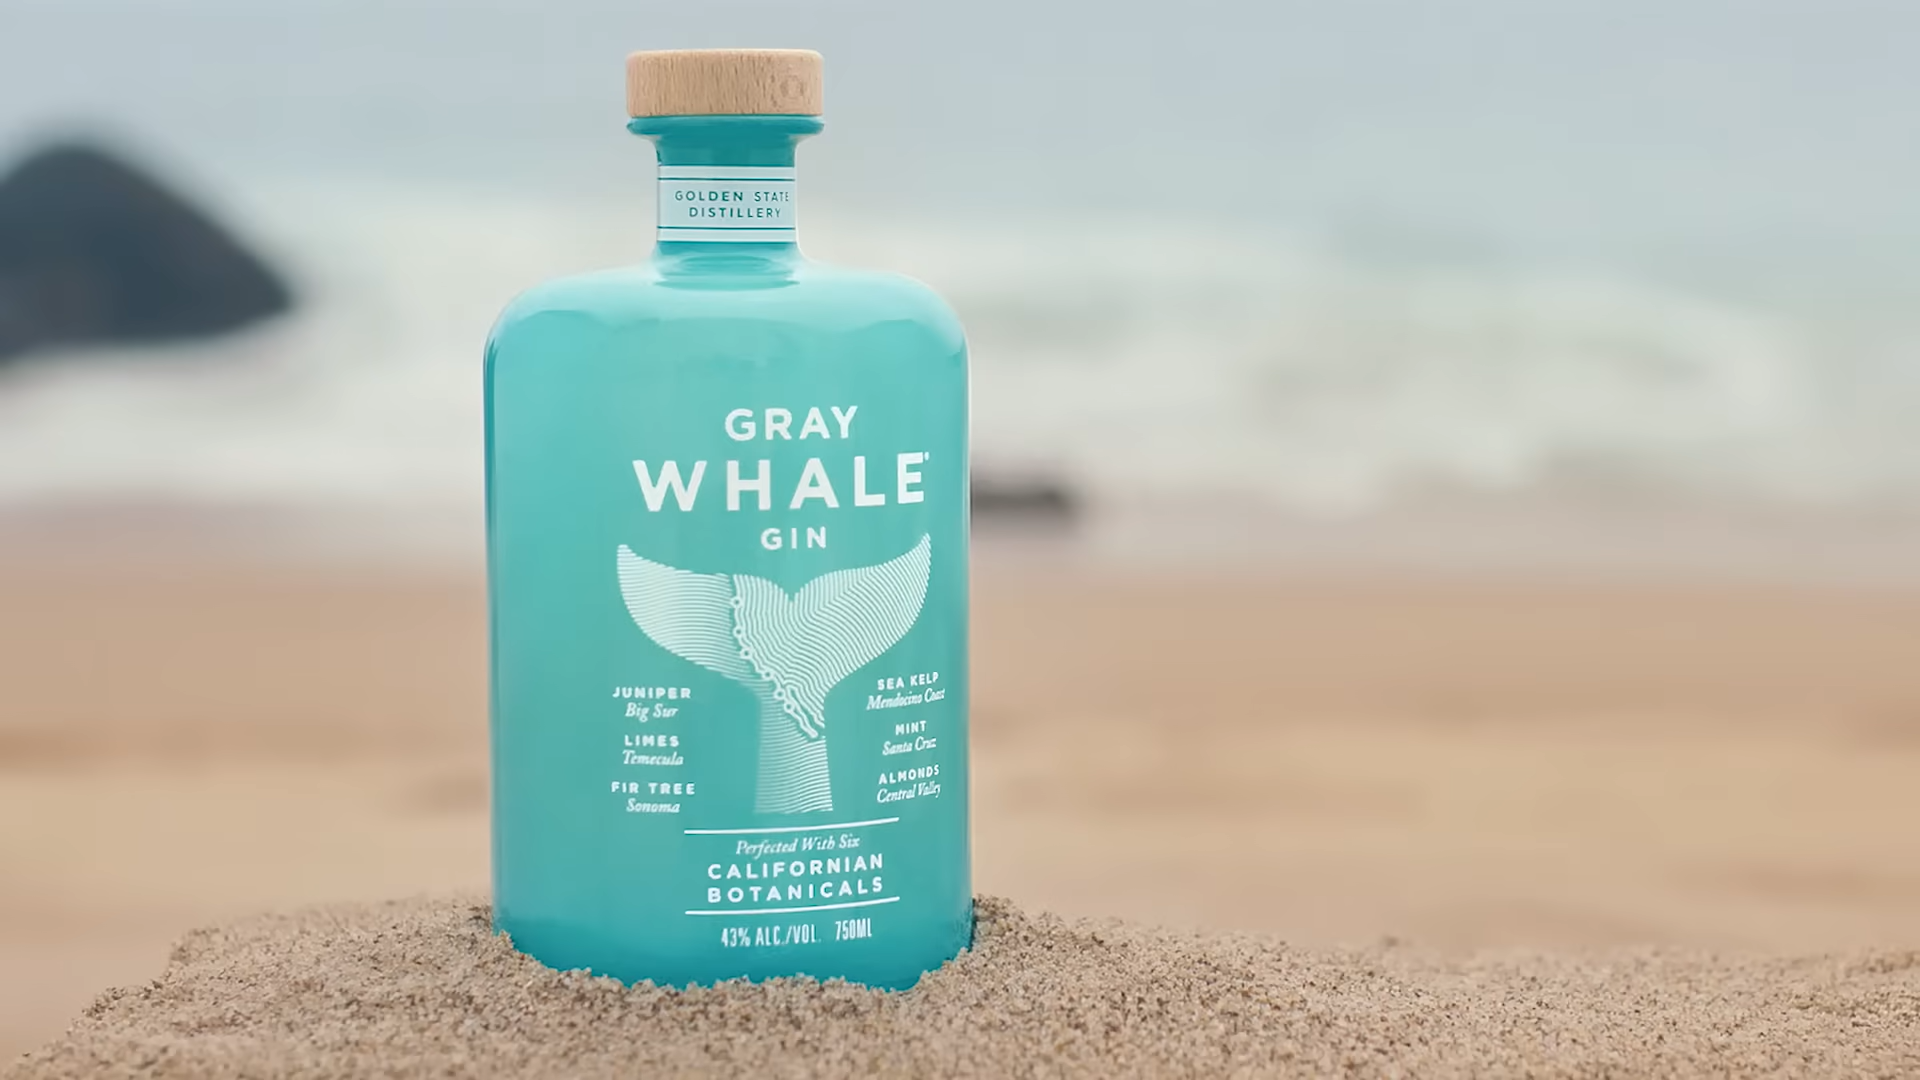 GOLDEN STATE
DISTILLERY
GRAY
WHALE
GIN
JUNIPER
Big Sur
LIMES
Temecula
FIR TREE
Sonoma
SEA KELP
Mendocino Coast
MINT
Santa Cruz
ALMONDS
Central Valley
Perfected With Six
CALIFORNIAN
BOTANICALS
43% ALC./VOL. 750ML